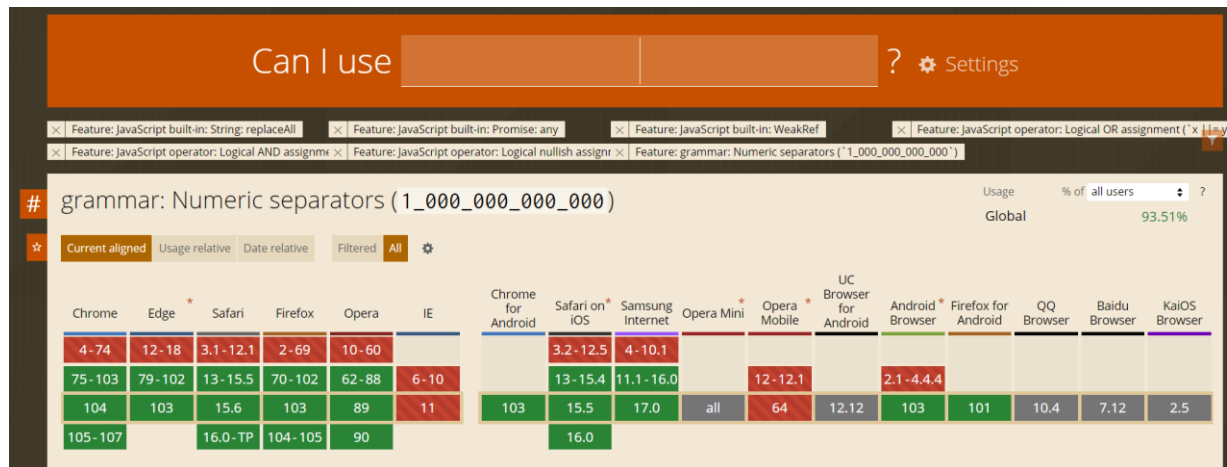 Can I use ? Settings
× Feature: JavaScript built-in: String: replaceAll × Feature: JavaScript built-in: Promise: any × Feature: JavaScript built-in: WeakRef × Feature: JavaScript operator: Logical OR assignment (`x ||= y
× Feature: JavaScript operator: Logical AND assignme × Feature: JavaScript operator: Logical nullish assignr × Feature: grammar: Numeric separators (`1_000_000_000_000`)
# grammar: Numeric separators (1_000_000_000_000)
Usage % of all users ?
Global 93.51%
Current aligned Usage relative Date relative Filtered All
Chrome Edge * Safari Firefox Opera IE Chrome for Android Safari on iOS * Samsung Internet Opera Mini * Opera Mobile * UC Browser for Android Android Browser * Firefox for Android QQ Browser Baidu Browser KaiOS Browser
4-74 12-18 3.1-12.1 2-69 10-60 3.2-12.5 4-10.1
75-103 79-102 13-15.5 70-102 62-88 6-10 13-15.4 11.1-16.0 12-12.1 2.1-4.4.4
104 103 15.6 103 89 11 103 15.5 17.0 all 64 12.12 103 101 10.4 7.12 2.5
105-107 16.0-TP 104-105 90 16.0